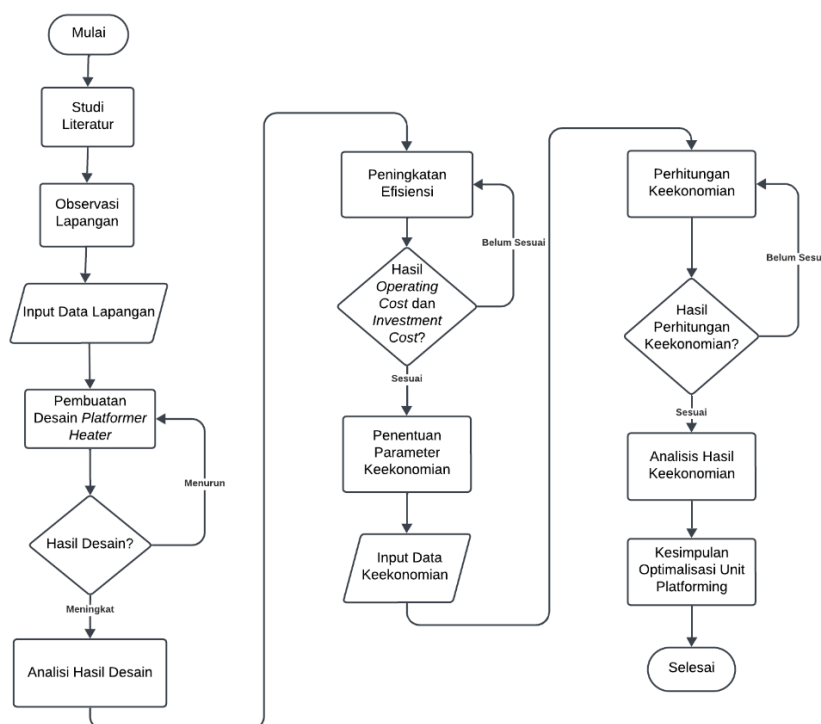 Mulai
Studi
Literatur
Observasi
Lapangan
Input Data Lapangan
Pembuatan
Desain Platformer
Heater
Menurun
Hasil Desain?
Meningkat
Analisi Hasil Desain
Peningkatan
Efisiensi
Belum Sesuai
Hasil
Operating
Cost dan
Investment
Cost?
Sesuai
Penentuan
Parameter
Keekonomian
Input Data
Keekonomian
Perhitungan
Keekonomian
Belum Sesu
Hasil
Perhitungan
Keekonomian?
Sesuai
Analisis Hasil
Keekonomian
Kesimpulan
Optimalisasi Unit
Platforming
Selesai